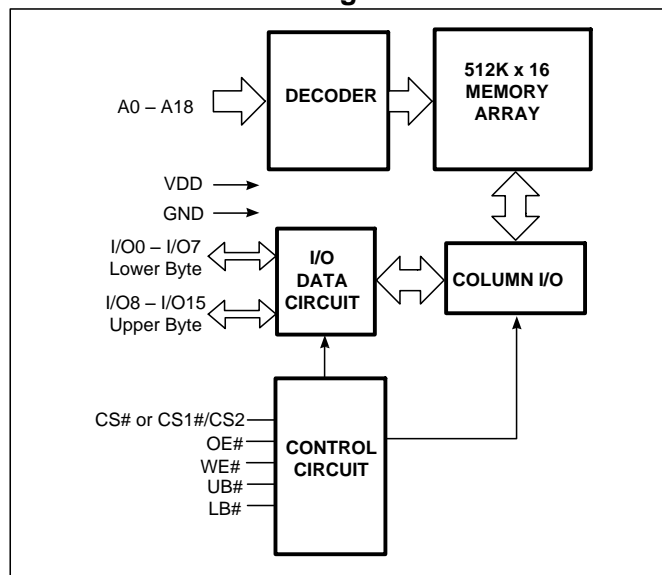 A0 – A18
DECODER
512K x 16
MEMORY
ARRAY
VDD
GND
I/O0 – I/O7
Lower Byte
I/O8 – I/O15
Upper Byte
I/O
DATA
CIRCUIT
COLUMN I/O
CS# or CS1#/CS2
OE#
WE#
UB#
LB#
CONTROL
CIRCUIT